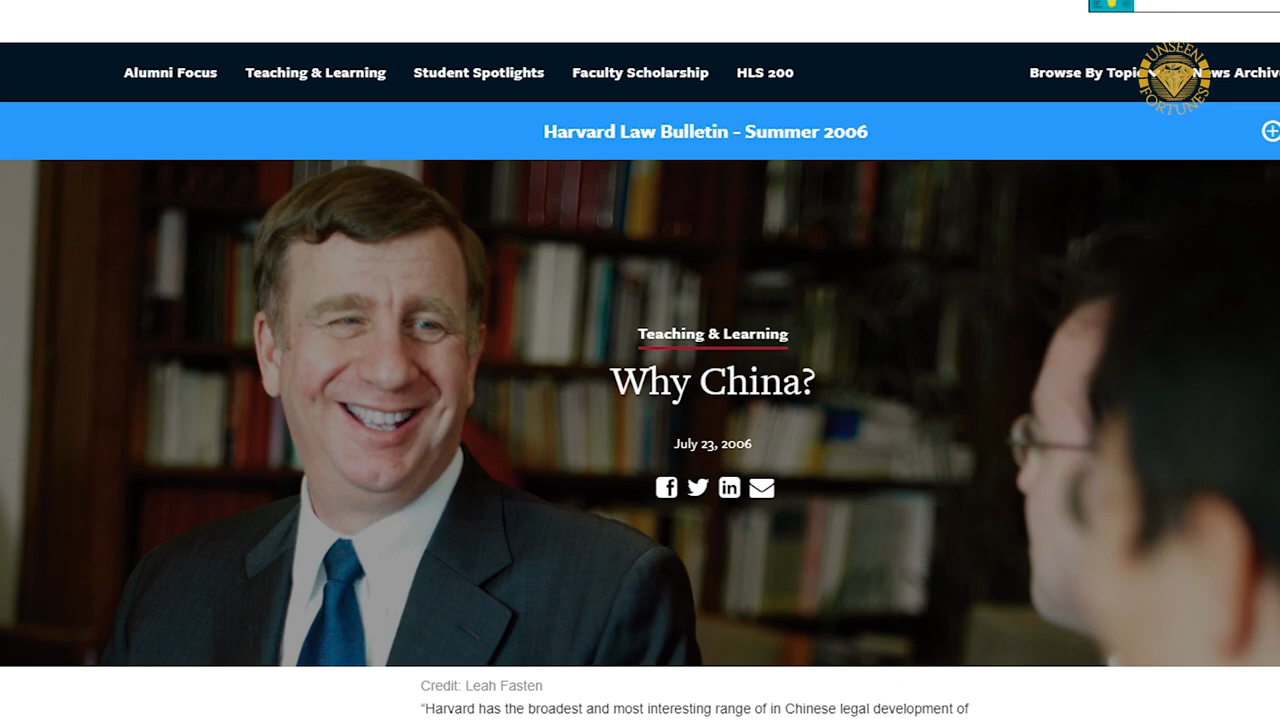 Alumni Focus Teaching & Learning Student Spotlights Faculty Scholarship HLS 200 Browse By Topic News Archive
UNSEEN
FORTUNES
Harvard Law Bulletin – Summer 2006
Teaching & Learning
Why China?
July 23, 2006
Credit: Leah Fasten
“Harvard has the broadest and most interesting range of in Chinese legal development of